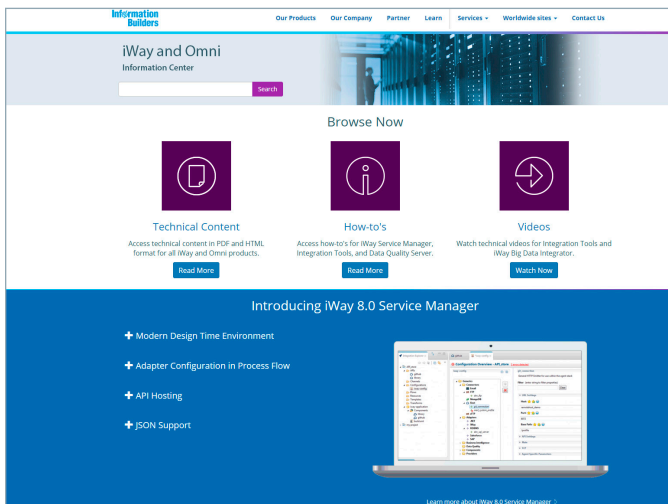 Information
Builders
Our Products Our Company Partner Learn Services Worldwide sites Contact Us
iWay and Omni
Information Center
Search
Browse Now
Technical Content
Access technical content in PDF and HTML
format for all iWay and Omni products.
Read More
How-to's
Access how-to's for iWay Service Manager,
Integration Tools, and Data Quality Server.
Read More
Videos
Watch technical videos for Integration Tools and
iWay Big Data Integrator.
Watch Now
Introducing iWay 8.0 Service Manager
Modern Design Time Environment
Adapter Configuration in Process Flow
API Hosting
JSON Support
Learn more about iWay 8.0 Service Manager